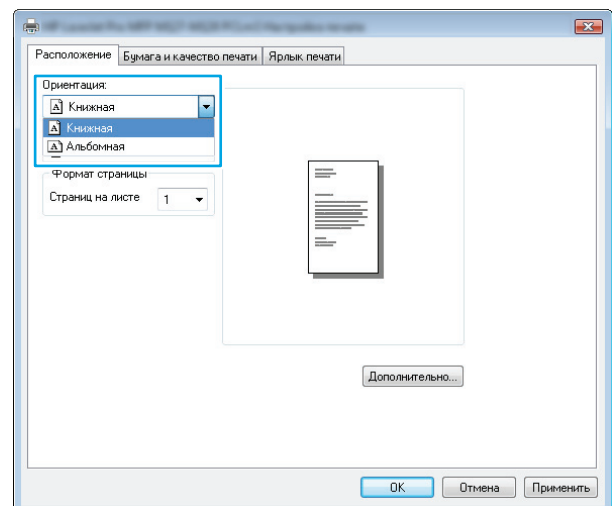 Расположение Бумага и качество печати Ярлык печати
Ориентация:
Книжная
Книжная
Альбомная
Формат страницы
Страниц на листе 1
Дополнительно...
OK Отмена Применить